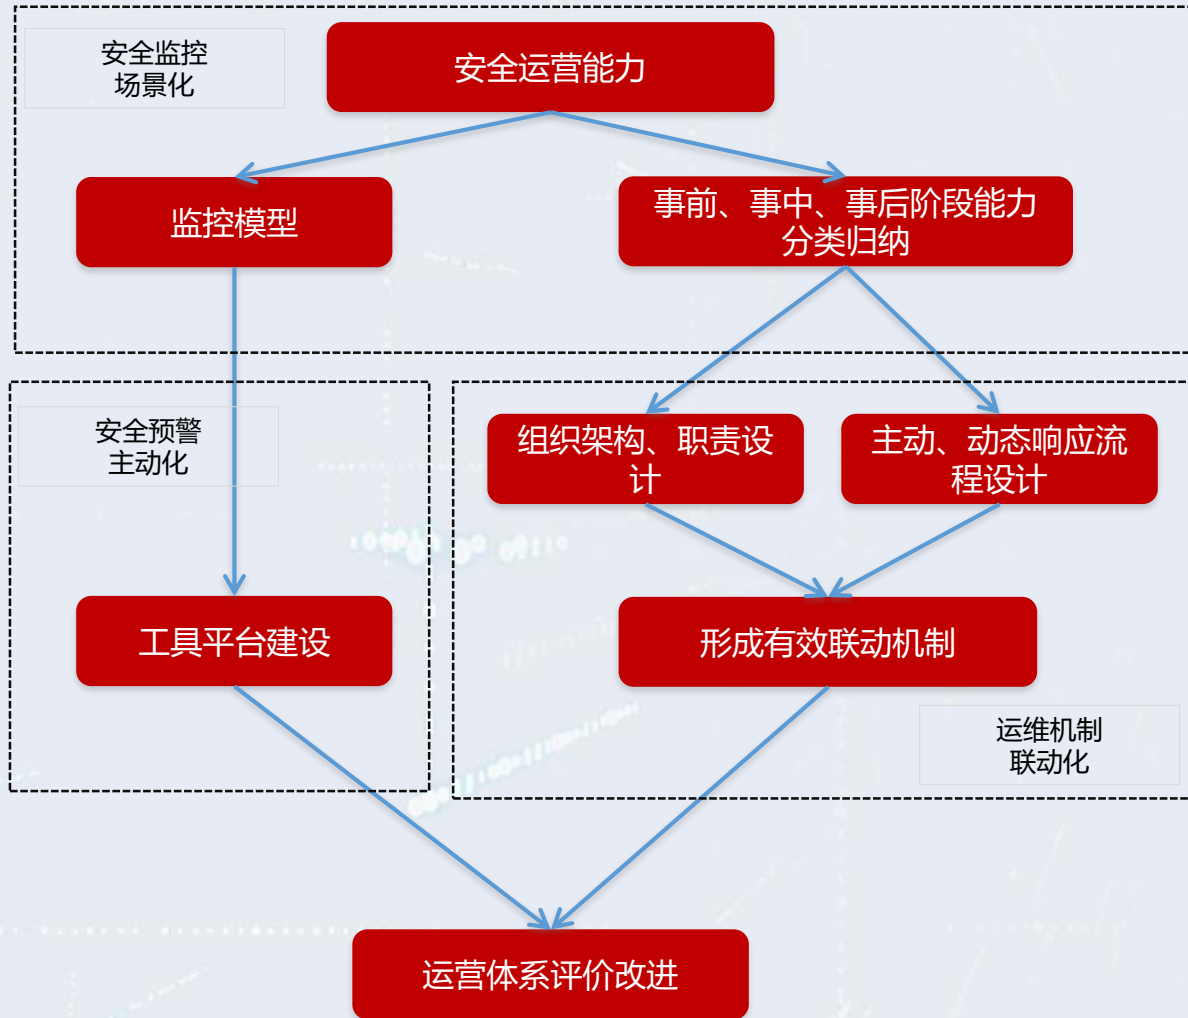 安全监控
场景化
安全运营能力
监控模型
事前、事中、事后阶段能力
分类归纳
安全预警
主动化
组织架构、职责设
计
主动、动态响应流
程设计
工具平台建设
形成有效联动机制
运维机制
联动化
运营体系评价改进